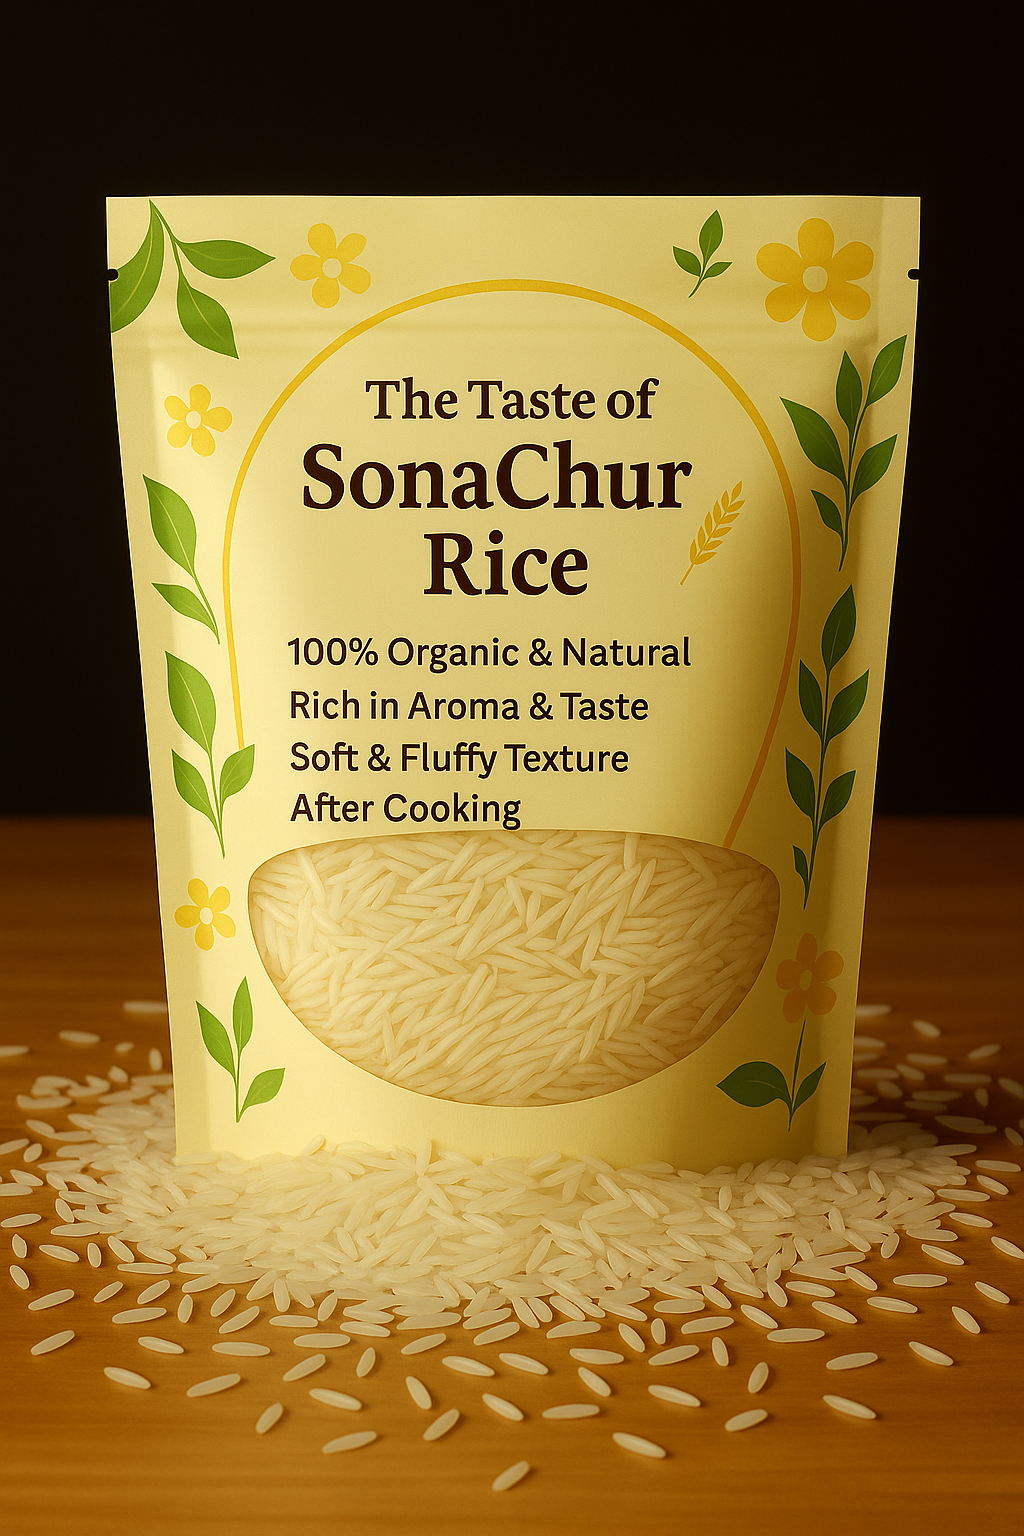 The Taste of
SonaChur
Rice
100% Organic & Natural
Rich in Aroma & Taste
Soft & Fluffy Texture
After Cooking